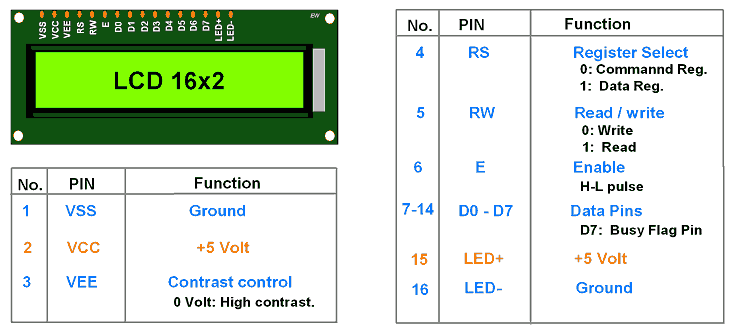 EW
VSS VCC VEE RS RW E D0 D1 D2 D3 D4 D5 D6 D7 LED+ LED-
LCD 16x2
No. PIN Function
1 VSS Ground
2 VCC +5 Volt
3 VEE Contrast control
0 Volt: High contrast.
No. PIN Function
4 RS Register Select
0: Commannd Reg.
1: Data Reg.
5 RW Read / write
0: Write
1: Read
6 E Enable
H-L pulse
7-14 D0 - D7 Data Pins
D7: Busy Flag Pin
15 LED+ +5 Volt
16 LED- Ground